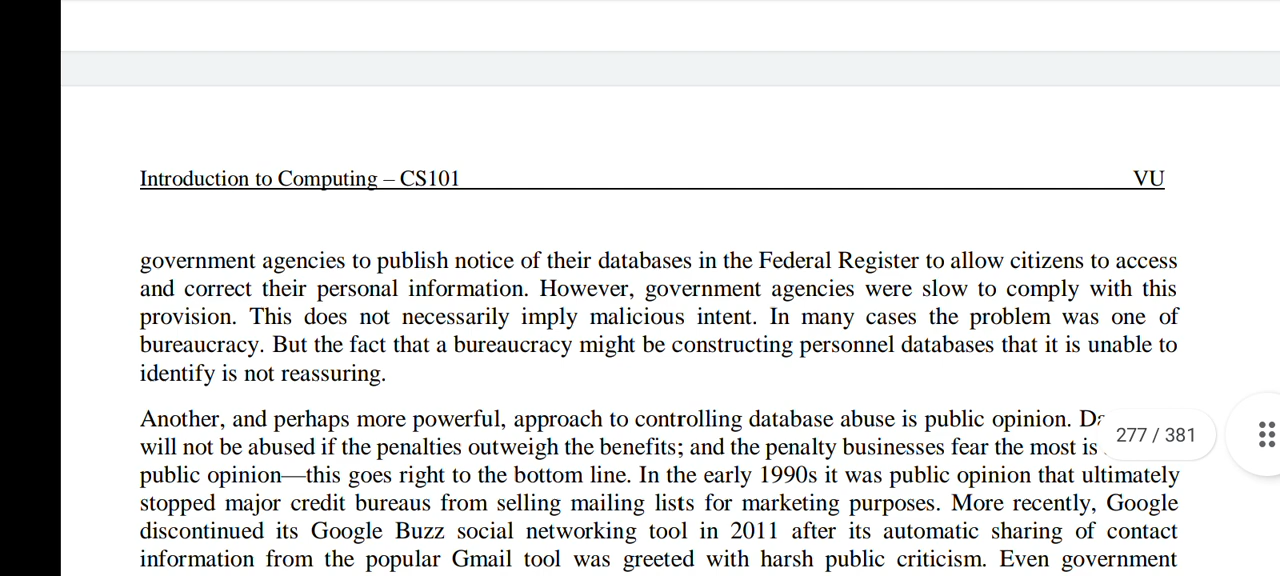 Introduction to Computing – CS101 VU
government agencies to publish notice of their databases in the Federal Register to allow citizens to access
and correct their personal information. However, government agencies were slow to comply with this
provision. This does not necessarily imply malicious intent. In many cases the problem was one of
bureaucracy. But the fact that a bureaucracy might be constructing personnel databases that it is unable to
identify is not reassuring.
Another, and perhaps more powerful, approach to controlling database abuse is public opinion.
will not be abused if the penalties outweigh the benefits; and the penalty businesses fear the most is
277 / 381
public opinion—this goes right to the bottom line. In the early 1990s it was public opinion that ultimately
stopped major credit bureaus from selling mailing lists for marketing purposes. More recently, Google
discontinued its Google Buzz social networking tool in 2011 after its automatic sharing of contact
information from the popular Gmail tool was greeted with harsh public criticism. Even government